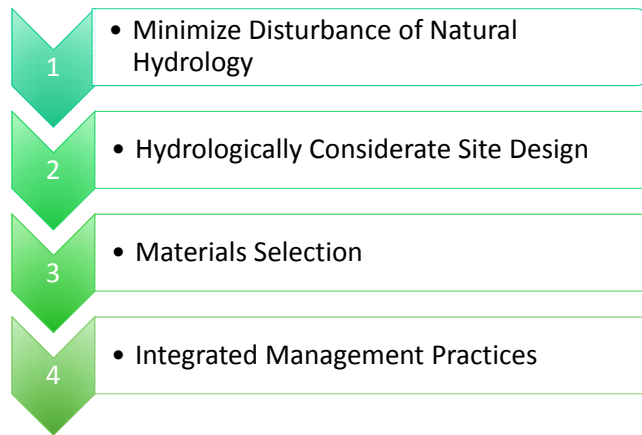 1
• Minimize Disturbance of Natural
Hydrology
2
• Hydrologically Considerate Site Design
3
• Materials Selection
4
• Integrated Management Practices